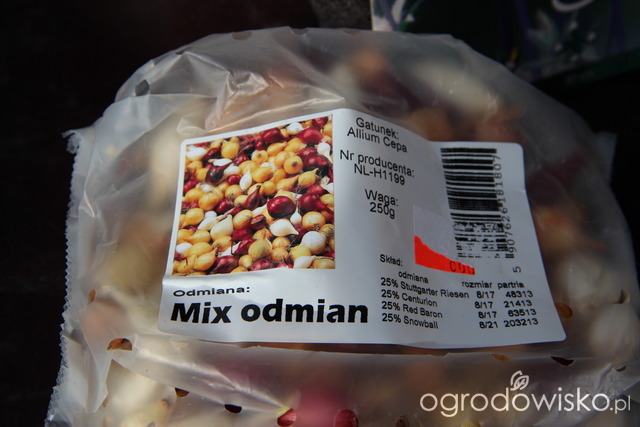 Gatunek:
Allium Cepa
Nr producenta:
NL-H1199
Waga:
250g
Skład:
odmiana rozmiar partria
25% Stuttgarter Riesen 8/17 48313
25% Centurion 8/17 21413
25% Red Baron 8/17 63513
25% Snowball 8/21 203213
Odmiana:
Mix odmian
ogrodowisko.pl